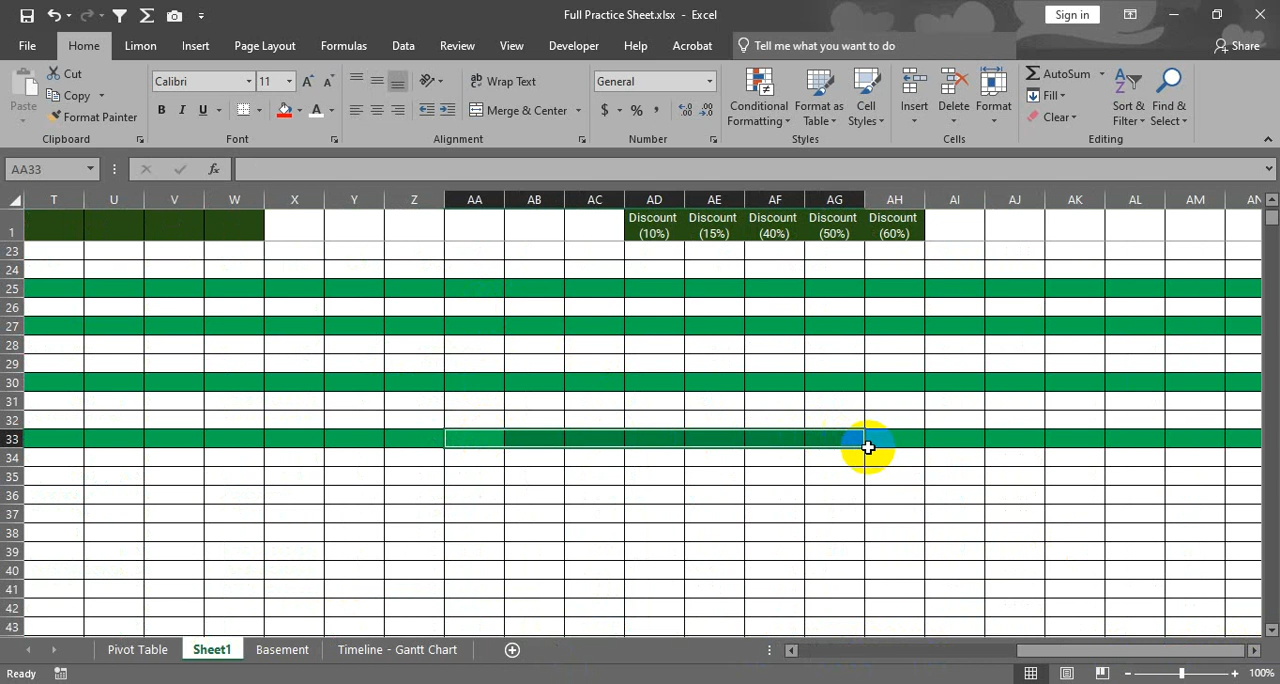 Full Practice Sheet.xlsx - Excel
Sign in
File Home Limon Insert Page Layout Formulas Data Review View Developer Help Acrobat Tell me what you want to do Share
Paste
Cut
Copy
Format Painter
Clipboard
Calibri 11
B I U
Font
Wrap Text
Merge & Center
Alignment
General
$ % ,
Number
Conditional Formatting
Format as Table
Cell Styles
Styles
Insert Delete Format
Cells
AutoSum
Fill
Clear
Sort & Filter
Find & Select
Editing
AA33
fx
T U V W X Y Z AA AB AC AD AE AF AG AH AI AJ AK AL AM AN
1
Discount (10%)
Discount (15%)
Discount (40%)
Discount (50%)
Discount (60%)
23
24
25
26
27
28
29
30
31
32
33
34
35
36
37
38
39
40
41
42
43
Pivot Table Sheet1 Basement Timeline - Gantt Chart
Ready
100%